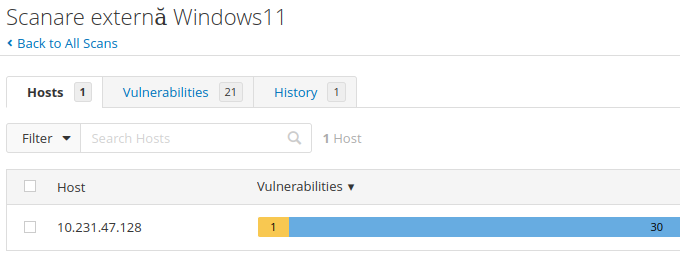 Scanare externă Windows11
Back to All Scans
Hosts 1 Vulnerabilities 21 History 1
Filter Search Hosts 1 Host
Host Vulnerabilities
10.231.47.128 1 30